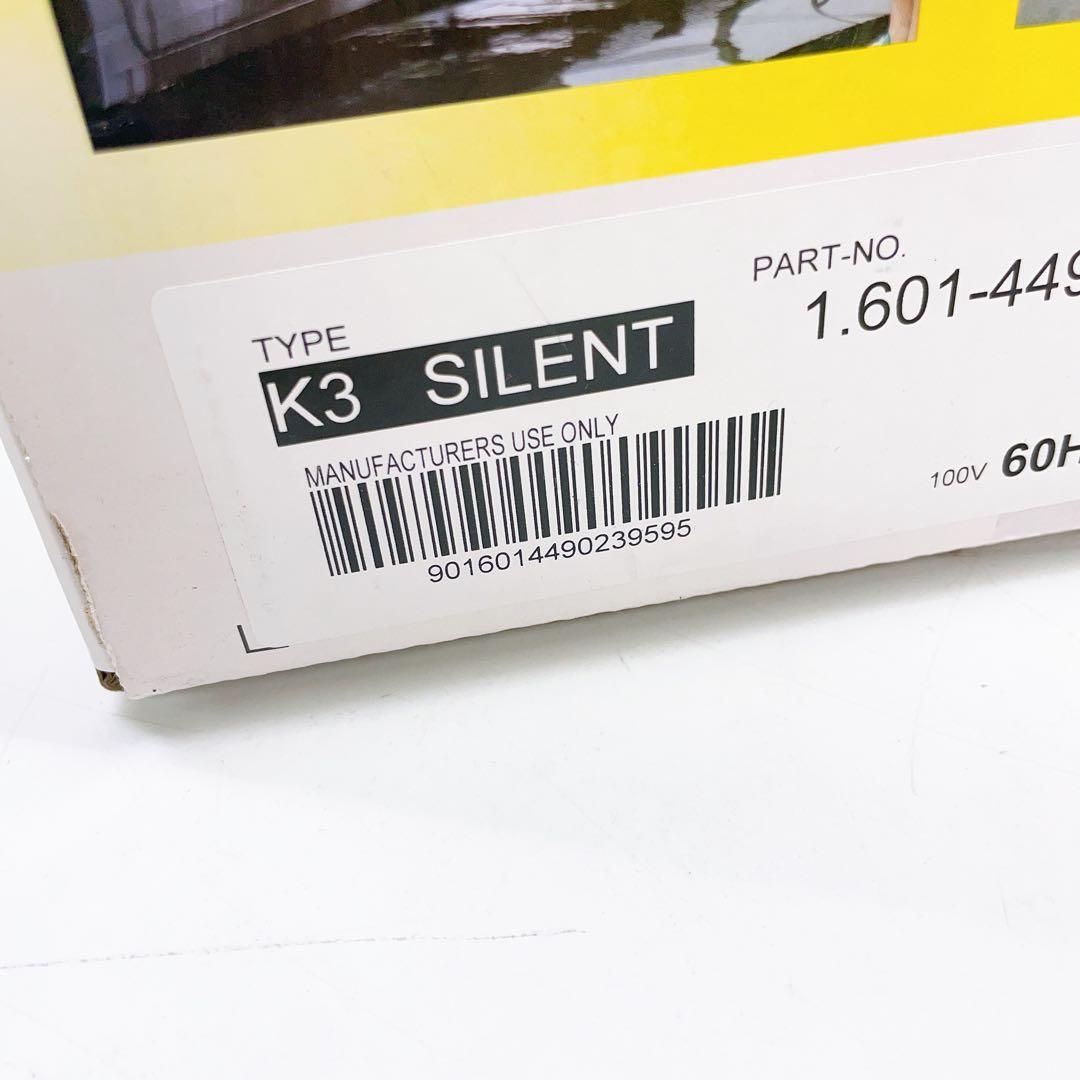 TYPE
K3 SILENT
MANUFACTURERS USE ONLY
9016014490239595
PART-NO.
1.601-449
100V 60H